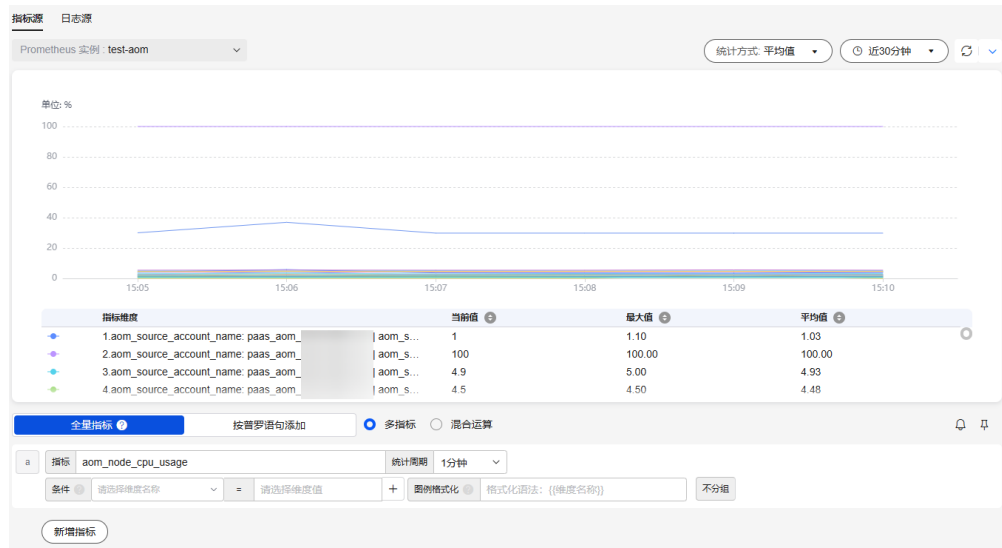 指标源 日志源
Prometheus 实例 : test-aom
统计方式: 平均值 近30分钟
单位: %
100
80
60
40
20
0
15:05 15:06 15:07 15:08 15:09 15:10
指标维度 当前值 最大值 平均值
1.aom_source_account_name: paas_aom_ aom_s... 1 1.10 1.03
2.aom_source_account_name: paas_aom_ aom_s... 100 100.00 100.00
3.aom_source_account_name: paas_aom_ aom_s... 4.9 5.00 4.93
4.aom_source_account_name: paas_aom_ aom_s... 4.5 4.50 4.48
全量指标 ? 按普罗语句添加 多指标 混合运算
a 指标 aom_node_cpu_usage 统计周期 1分钟
条件 请选择维度名称 = 请选择维度值 + 图例格式化 格式化语法：{{维度名称}} 不分组
新增指标